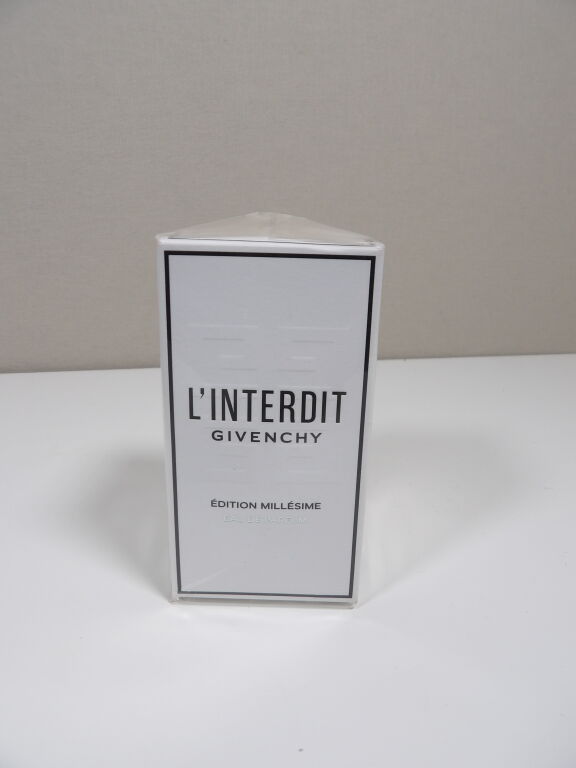 L'INTERDIT
GIVENCHY
ÉDITION MILLÉSIME
EAU DE PARFUM